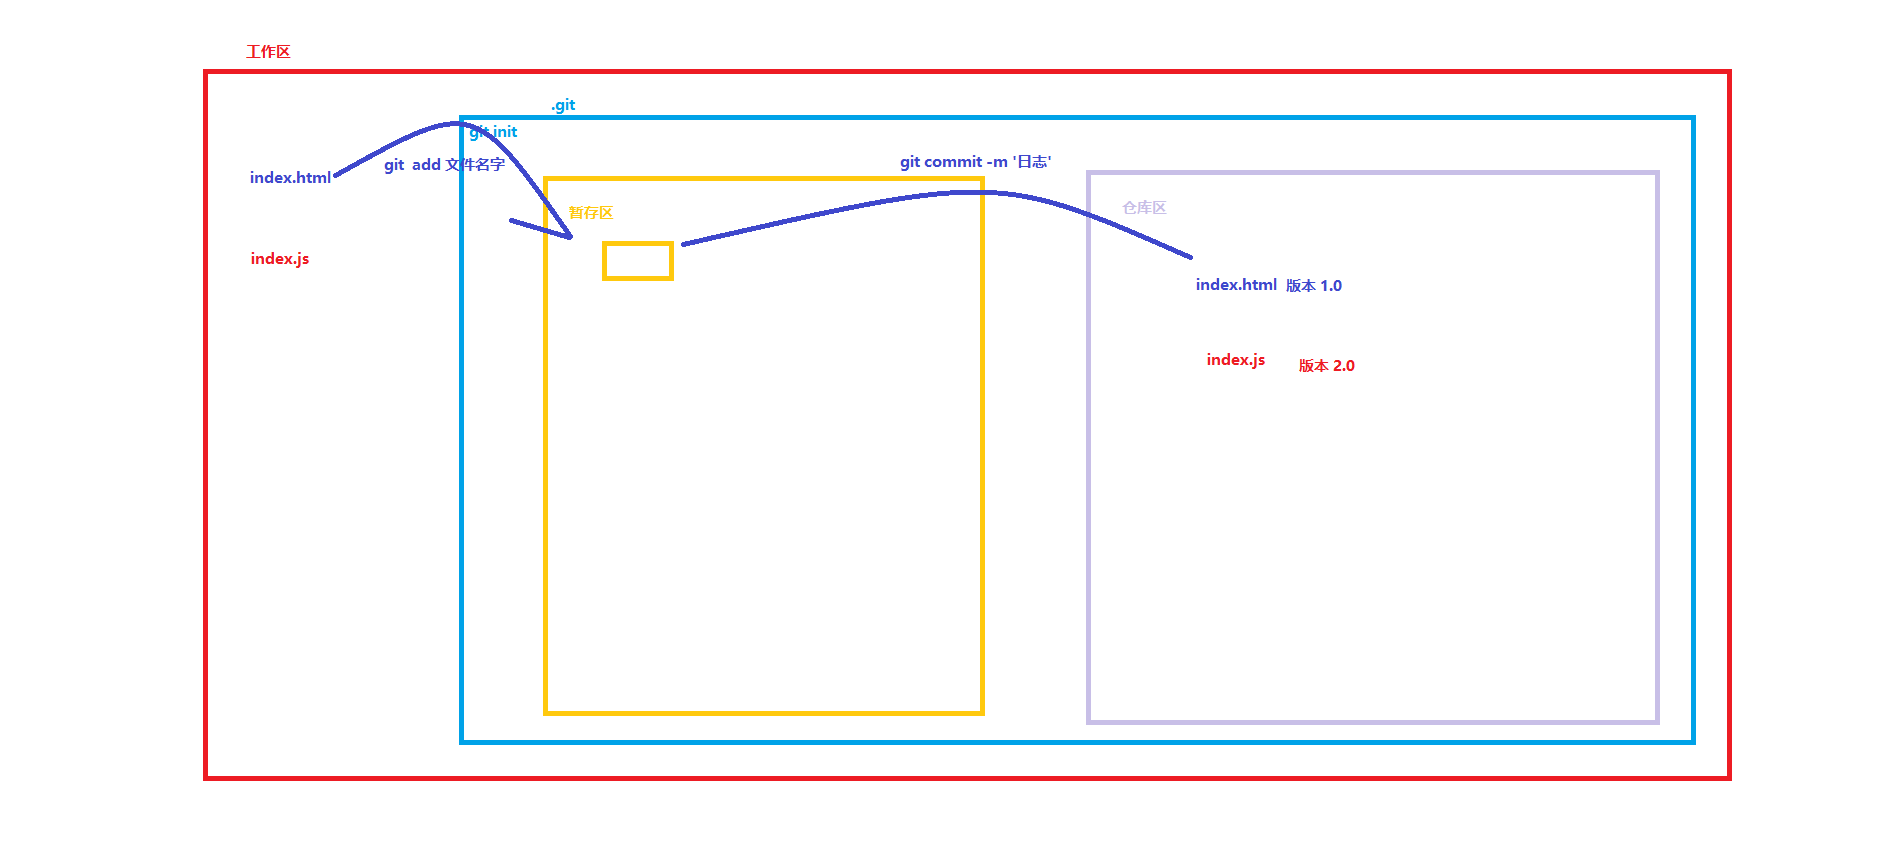 工作区
.git
git init
git add 文件名字
git commit -m '日志'
index.html
暂存区
仓库区
index.js
index.html 版本 1.0
index.js 版本 2.0